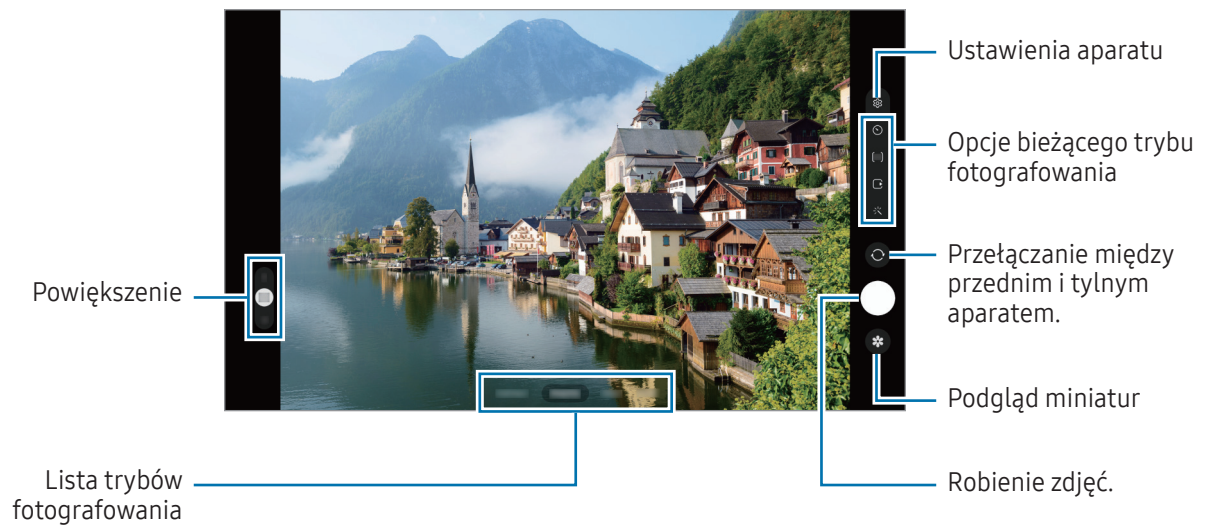 Ustawienia aparatu
Opcje bieżącego trybu
fotografowania
Przełączanie między
przednim i tylnym
aparatem.
Powiększenie
Podgląd miniatur
Lista trybów
fotografowania
Robienie zdjęć.